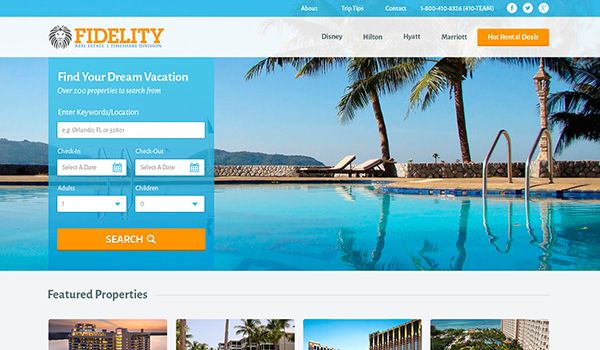 About Trip Tips Contact 1-800-410-8326 (410-TEAM)
FIDELITY
REAL ESTATE | TIMESHARE DIVISION
Disney Hilton Hyatt Marriott Hot Rental Deals
Find Your Dream Vacation
Over 200 properties to search from
Enter Keywords/Location
e.g. Orlando, FL or 32801
Check-In Check-Out
Select A Date Select A Date
Adults Children
1 0
SEARCH
Featured Properties